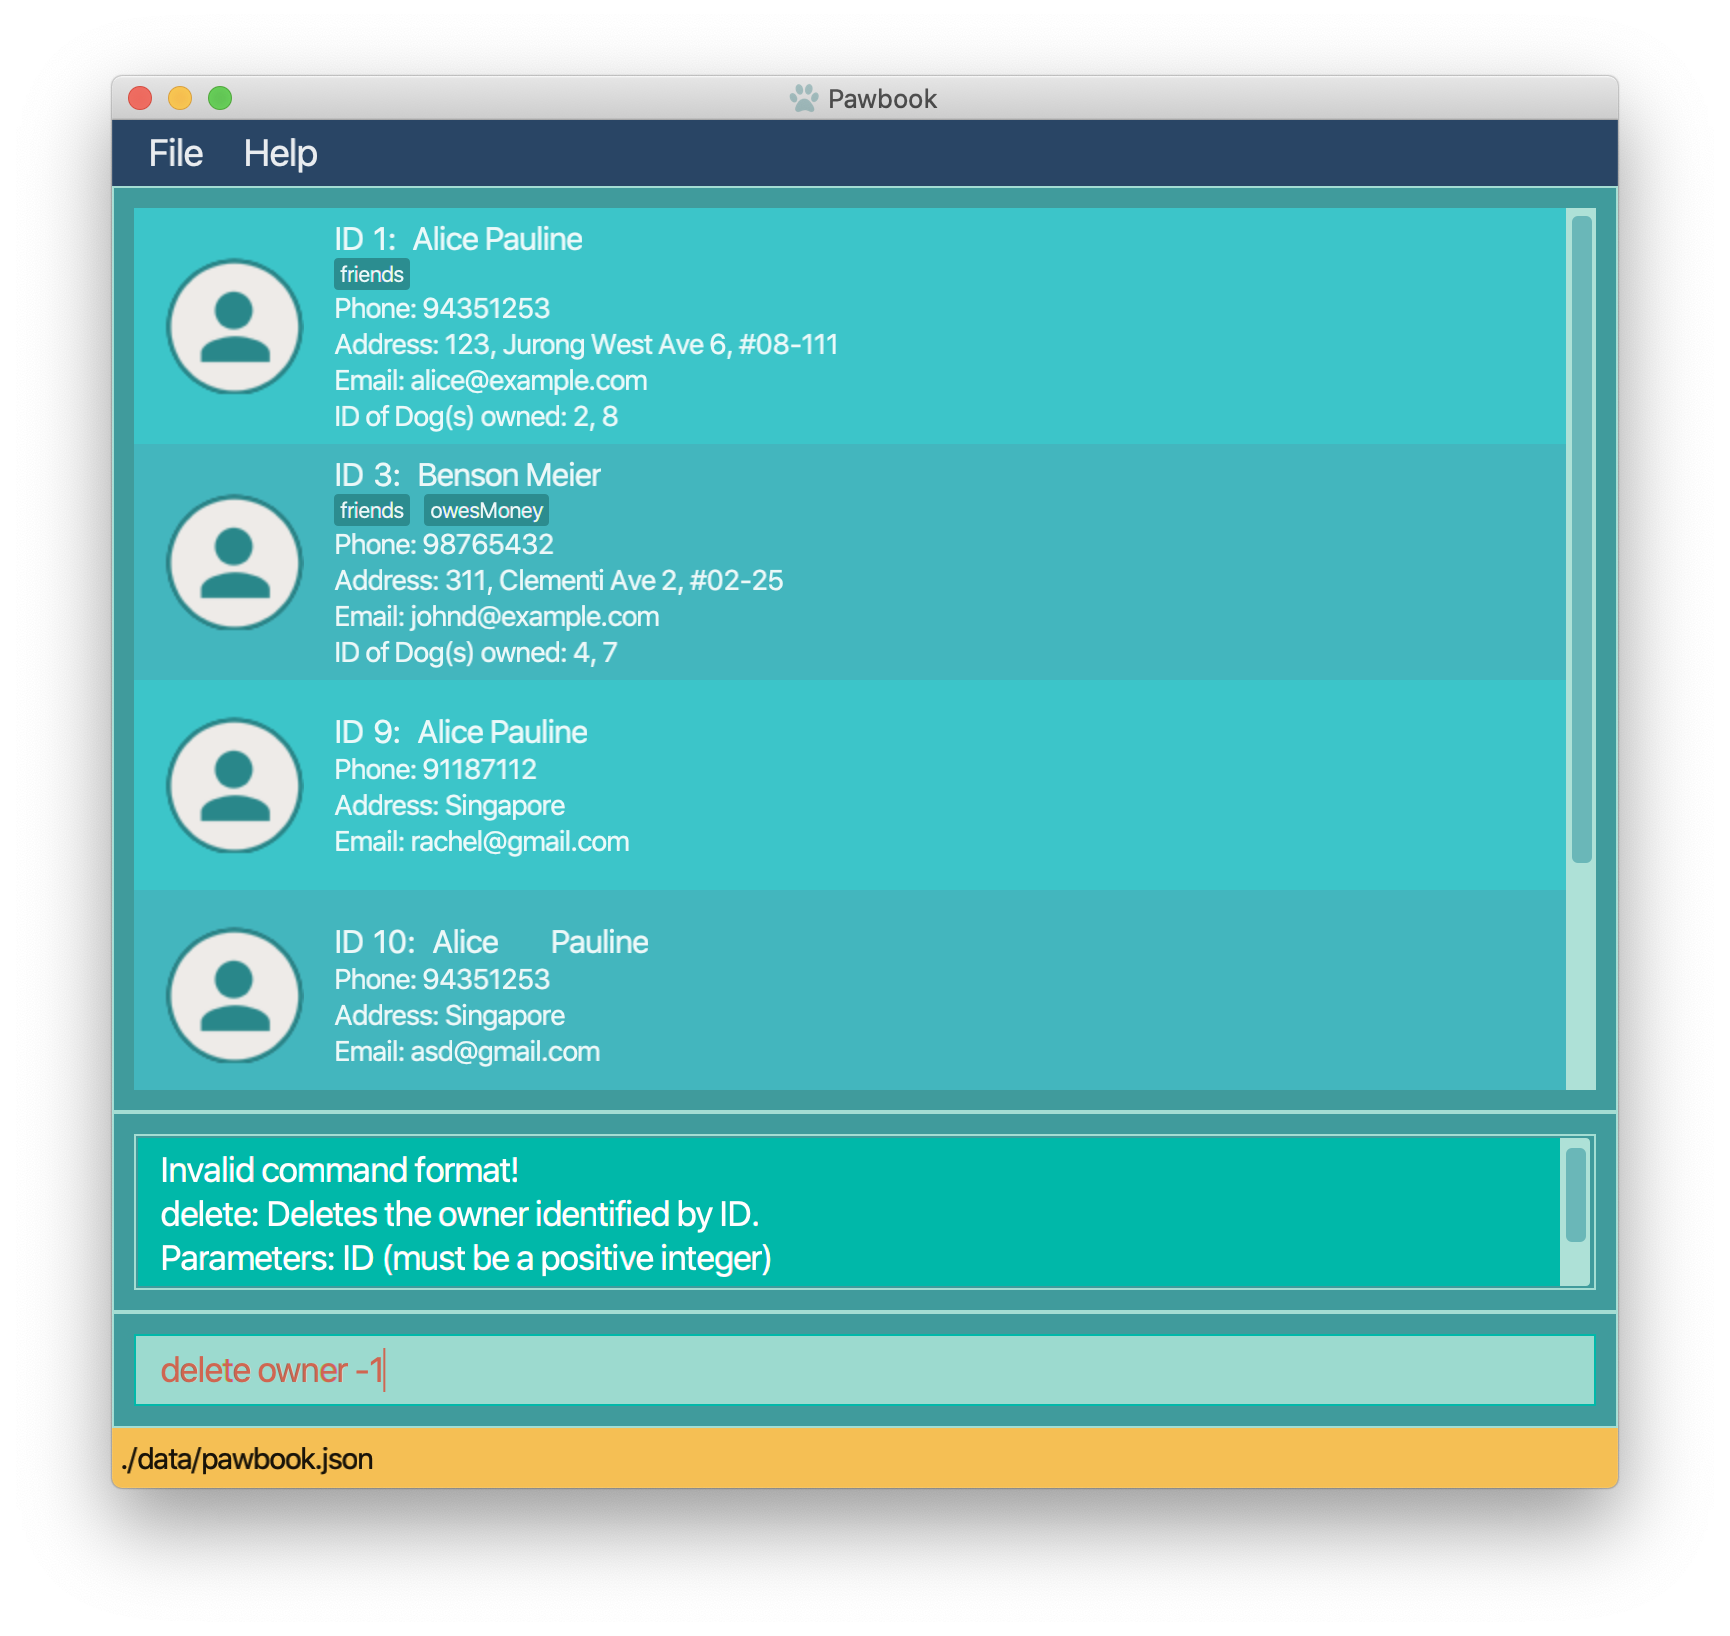 Pawbook
File Help
ID 1: Alice Pauline
friends
Phone: 94351253
Address: 123, Jurong West Ave 6, #08-111
Email: alice@example.com
ID of Dog(s) owned: 2, 8
ID 3: Benson Meier
friends owesMoney
Phone: 98765432
Address: 311, Clementi Ave 2, #02-25
Email: johnd@example.com
ID of Dog(s) owned: 4, 7
ID 9: Alice Pauline
Phone: 91187112
Address: Singapore
Email: rachel@gmail.com
ID 10: Alice      Pauline
Phone: 94351253
Address: Singapore
Email: asd@gmail.com
Invalid command format!
delete: Deletes the owner identified by ID.
Parameters: ID (must be a positive integer)
delete owner -1
./data/pawbook.json